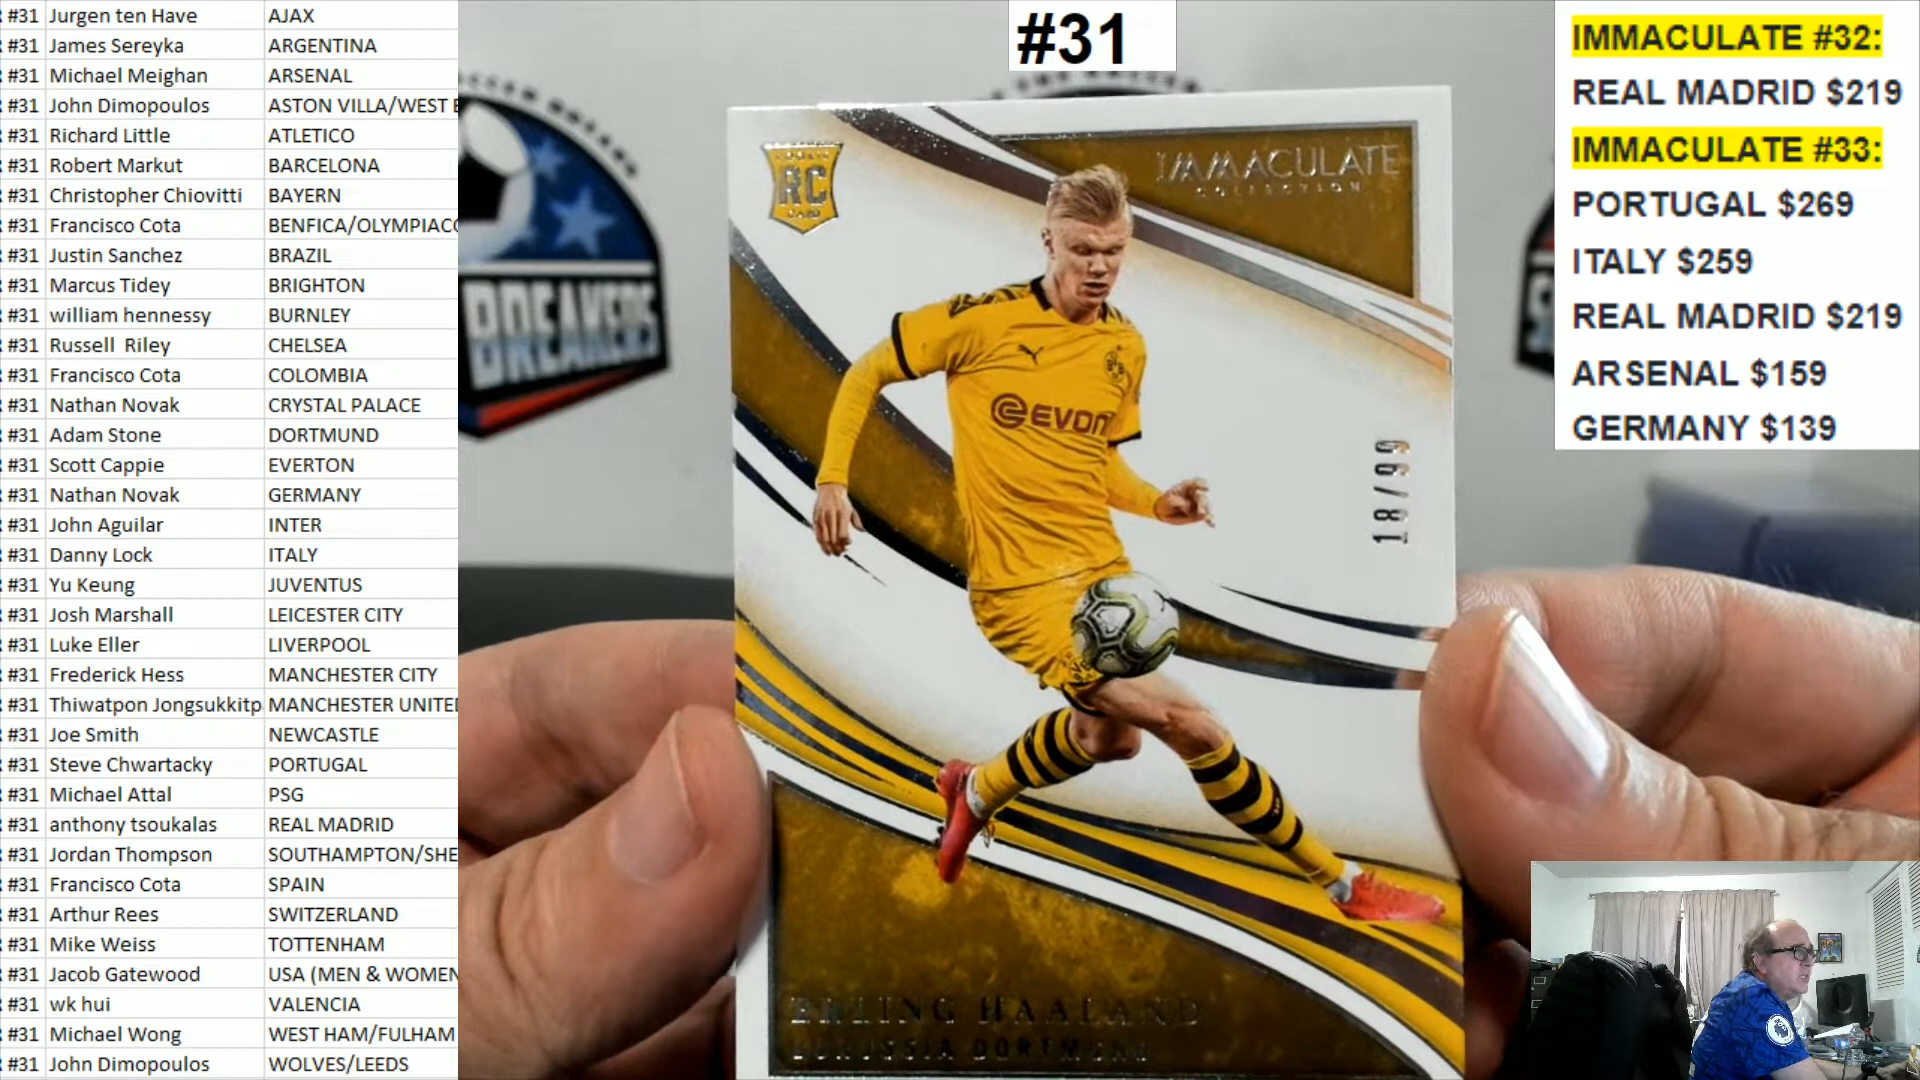 #31 Jurgen ten Have AJAX
#31 James Sereyka ARGENTINA
#31 Michael Meighan ARSENAL
#31 John Dimopoulos ASTON VILLA/WEST
#31 Richard Little ATLETICO
#31 Robert Markut BARCELONA
#31 Christopher Chiovitti BAYERN
#31 Francisco Cota BENFICA/OLYMPIAC
#31 Justin Sanchez BRAZIL
#31 Marcus Tidey BRIGHTON
#31 william hennessy BURNLEY
#31 Russell Riley CHELSEA
#31 Francisco Cota COLOMBIA
#31 Nathan Novak CRYSTAL PALACE
#31 Adam Stone DORTMUND
#31 Scott Cappie EVERTON
#31 Nathan Novak GERMANY
#31 John Aguilar INTER
#31 Danny Lock ITALY
#31 Yu Keung JUVENTUS
#31 Josh Marshall LEICESTER CITY
#31 Luke Eller LIVERPOOL
#31 Frederick Hess MANCHESTER CITY
#31 Thiwatpon Jongsukkitp MANCHESTER UNITE
#31 Joe Smith NEWCASTLE
#31 Steve Chwartacky PORTUGAL
#31 Michael Attal PSG
#31 anthony tsoukalas REAL MADRID
#31 Jordan Thompson SOUTHAMPTON/SHE
#31 Francisco Cota SPAIN
#31 Arthur Rees SWITZERLAND
#31 Mike Weiss TOTTENHAM
#31 Jacob Gatewood USA (MEN & WOMEN
#31 wk hui VALENCIA
#31 Michael Wong WEST HAM/FULHAM
#31 John Dimopoulos WOLVES/LEEDS
#31
BREAKERS
RC
IMMACULATE
COLLECTION
EVON
18/99
ERLING HAALAND
BORUSSIA DORTMUND
IMMACULATE #32:
REAL MADRID $219
IMMACULATE #33:
PORTUGAL $269
ITALY $259
REAL MADRID $219
ARSENAL $159
GERMANY $139